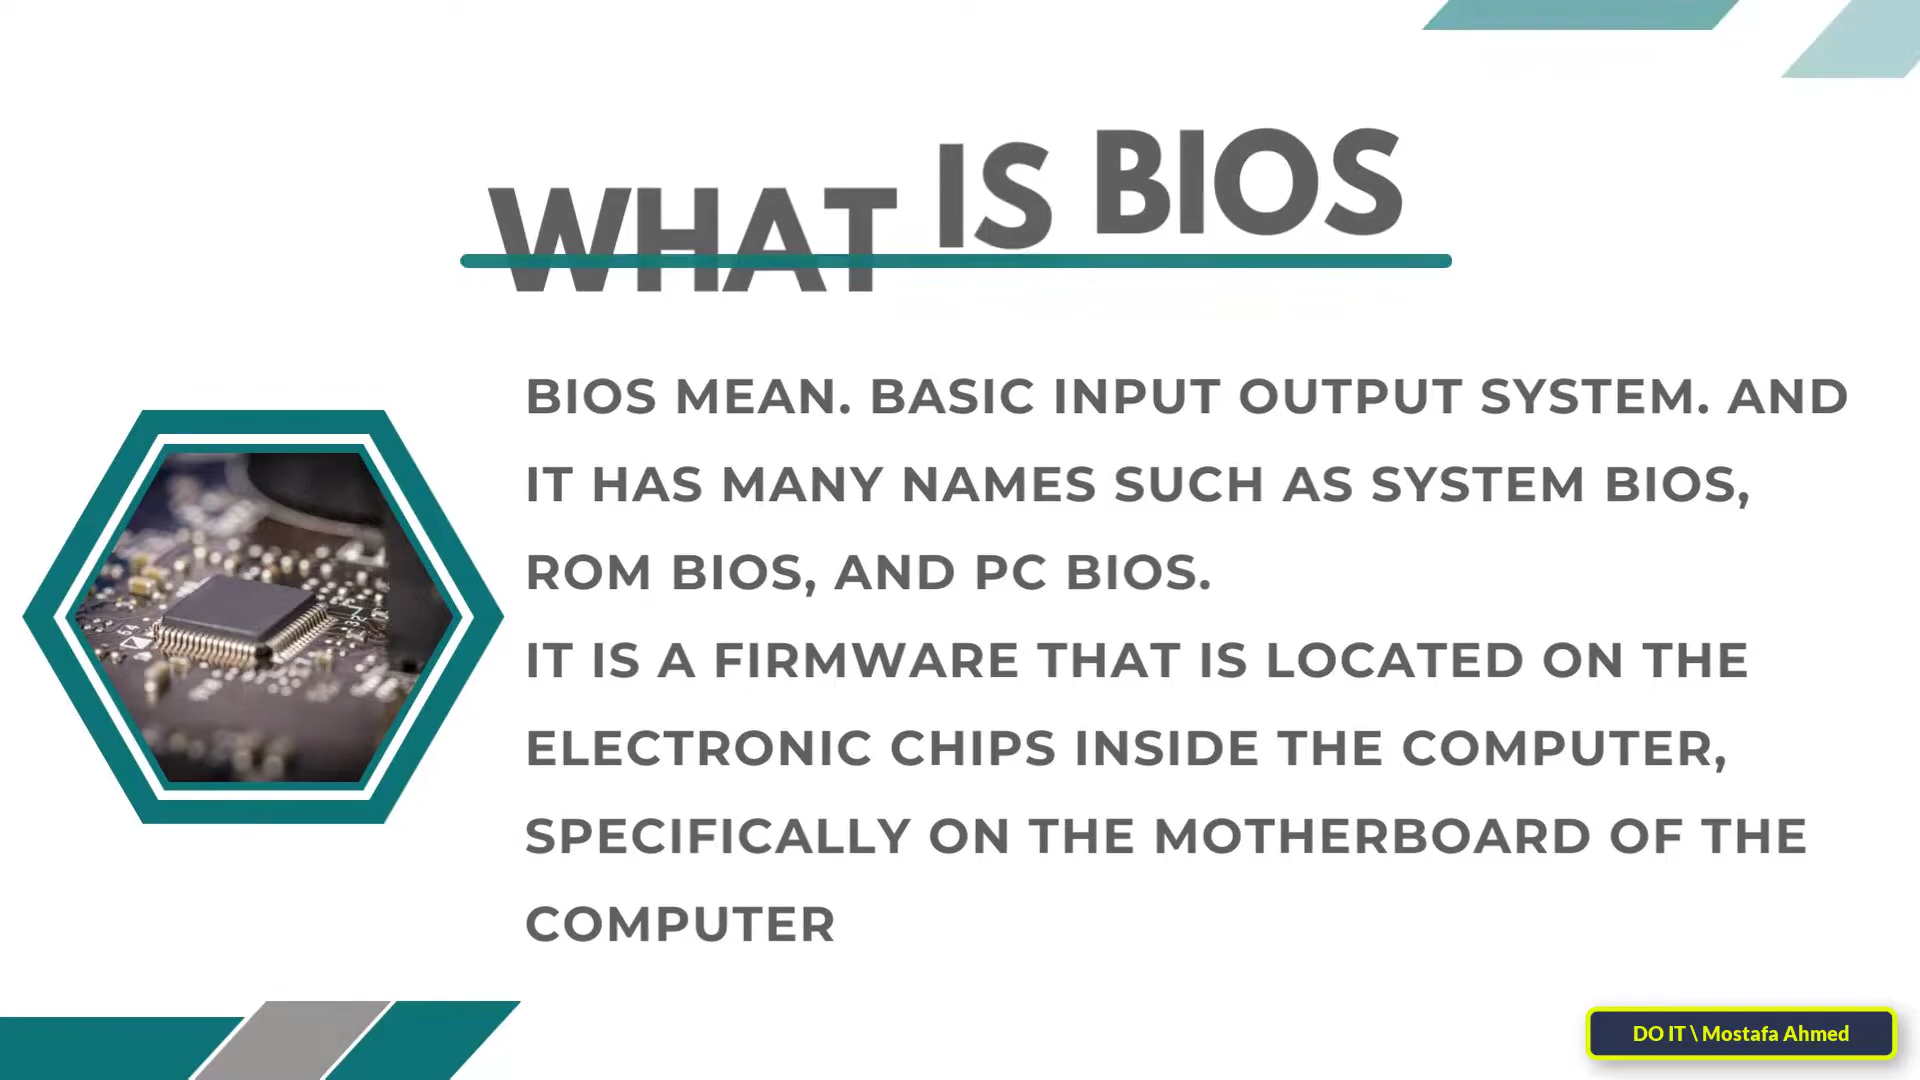 WHAT IS BIOS
BIOS MEAN. BASIC INPUT OUTPUT SYSTEM. AND
IT HAS MANY NAMES SUCH AS SYSTEM BIOS,
ROM BIOS, AND PC BIOS.
IT IS A FIRMWARE THAT IS LOCATED ON THE
ELECTRONIC CHIPS INSIDE THE COMPUTER,
SPECIFICALLY ON THE MOTHERBOARD OF THE
COMPUTER
DO IT \ Mostafa Ahmed